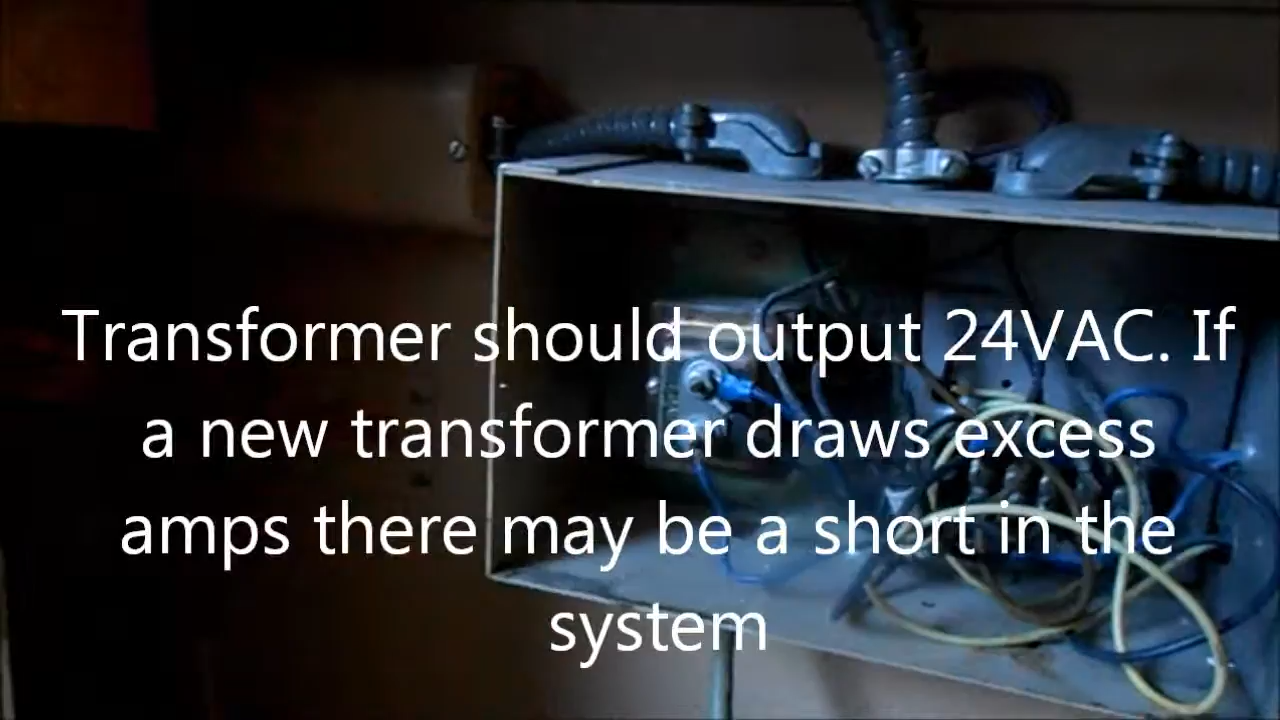 Transformer should output 24VAC. If
a new transformer draws excess
amps there may be a short in the
system